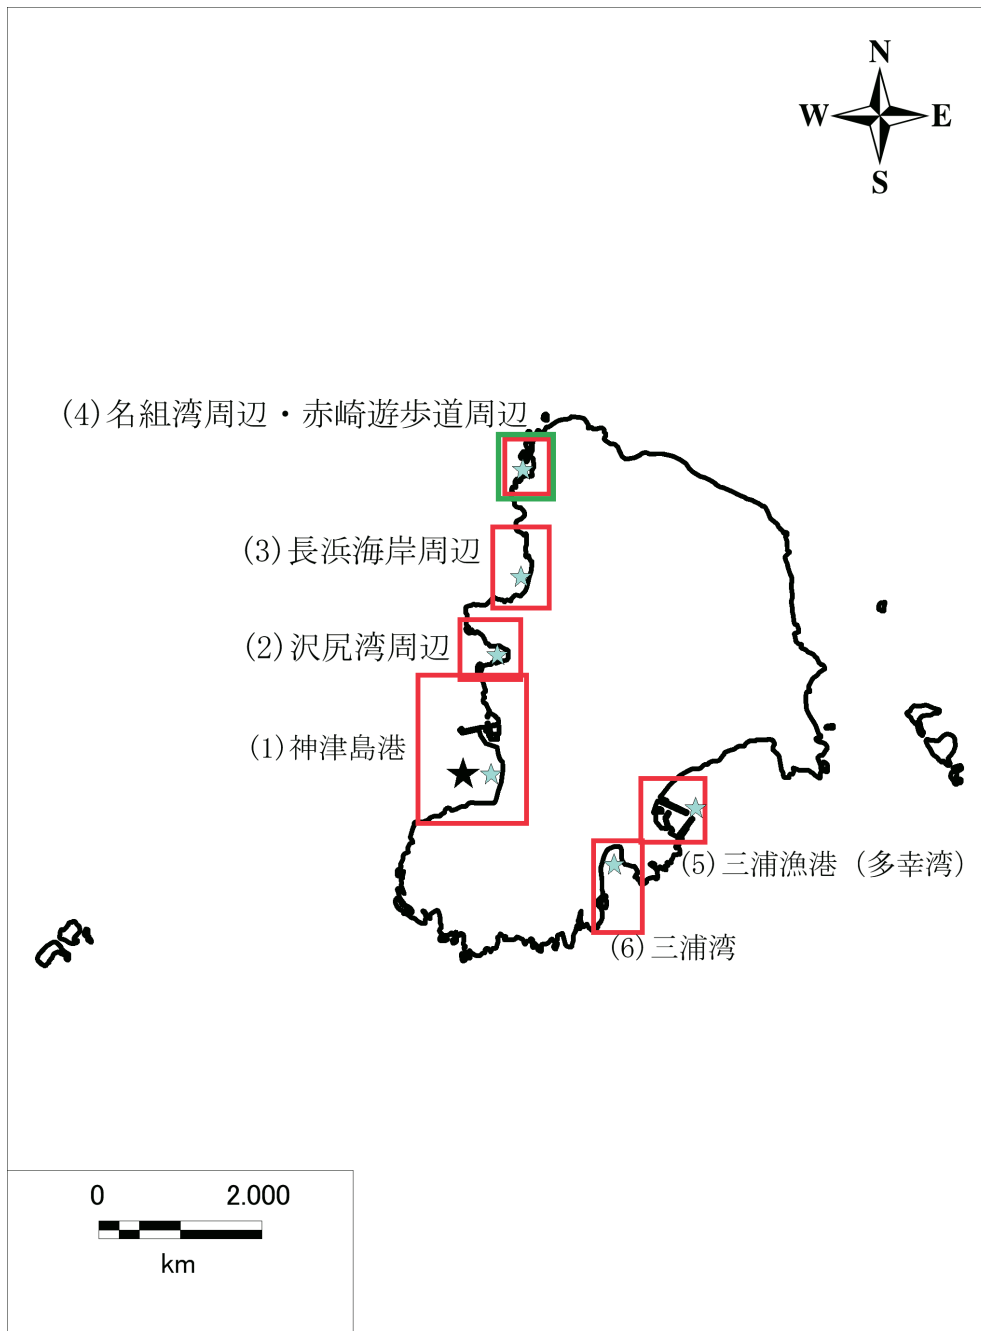 N
W E
S
(4)名組湾周辺・赤崎遊歩道周辺
(3)長浜海岸周辺
(2)沢尻湾周辺
(1)神津島港
(5)三浦漁港（多幸湾）
(6)三浦湾
0 2.000
km